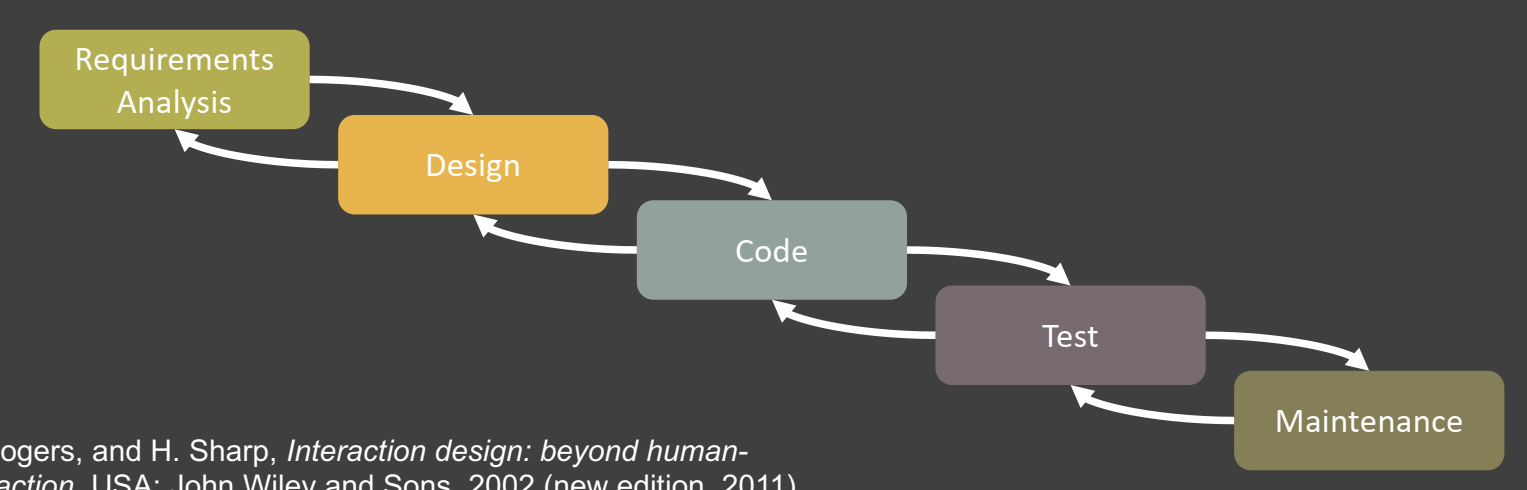 Requirements
Analysis
Design
Code
Test
Maintenance
ogers, and H. Sharp, Interaction design: beyond human-
action. USA: John Wiley and Sons, 2002 (new edition, 2011)